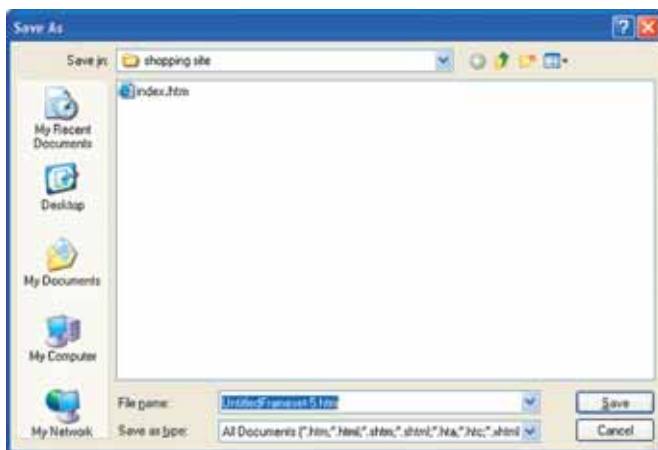 Save As
Save in: shopping site
index.htm
My Recent
Documents
Desktop
My Documents
My Computer
My Network
File name: UntitledFrameset-5.htm
Save
Save as type: All Documents (*.htm;*.html;*.shtm;*.shtml;*.hta;*.htc;*.xhtml
Cancel